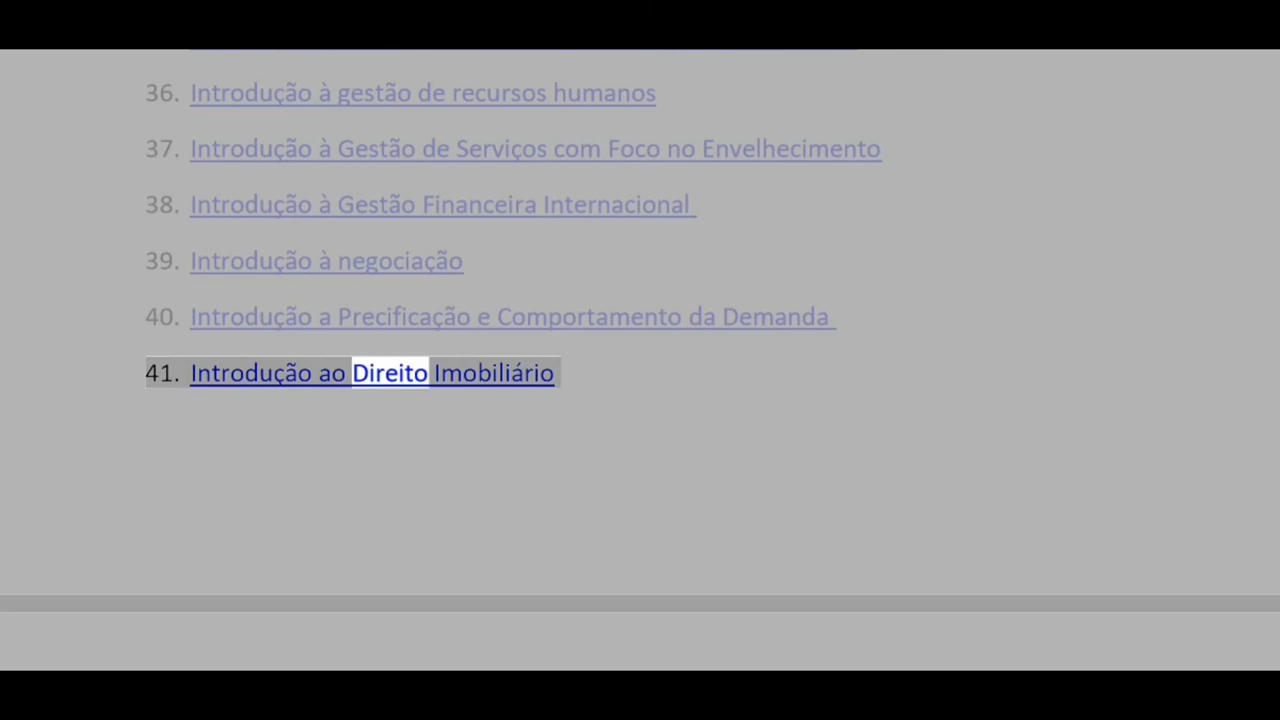 36. Introdução à gestão de recursos humanos
37. Introdução à Gestão de Serviços com Foco no Envelhecimento
38. Introdução à Gestão Financeira Internacional
39. Introdução à negociação
40. Introdução a Precificação e Comportamento da Demanda
41. Introdução ao Direito Imobiliário